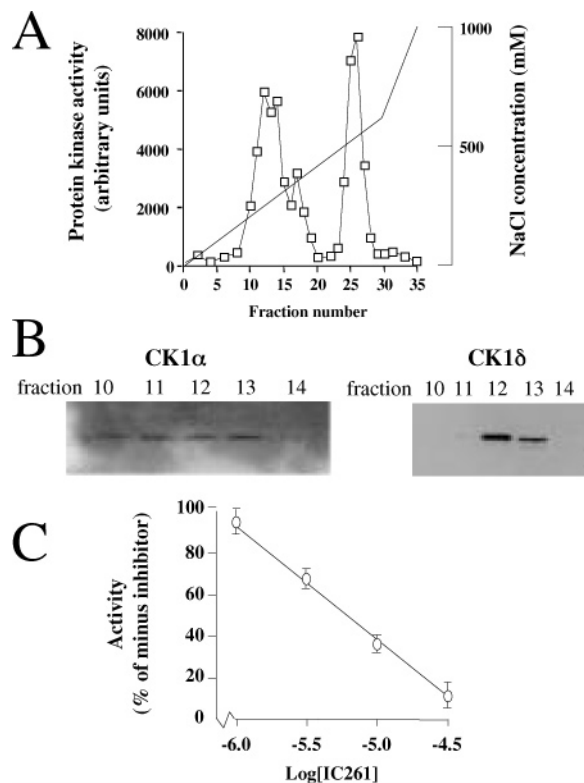 A
Protein kinase activity
(arbitrary units)
8000
6000
4000
2000
0
0 5 10 15 20 25 30 35
Fraction number
1000
500
NaCl concentration (mM)
B
CK1α
fraction 10 11 12 13 14
CK1δ
fraction 10 11 12 13 14
C
Activity
(% of minus inhibitor)
100
80
60
40
20
0
-6.0 -5.5 -5.0 -4.5
Log[IC261]